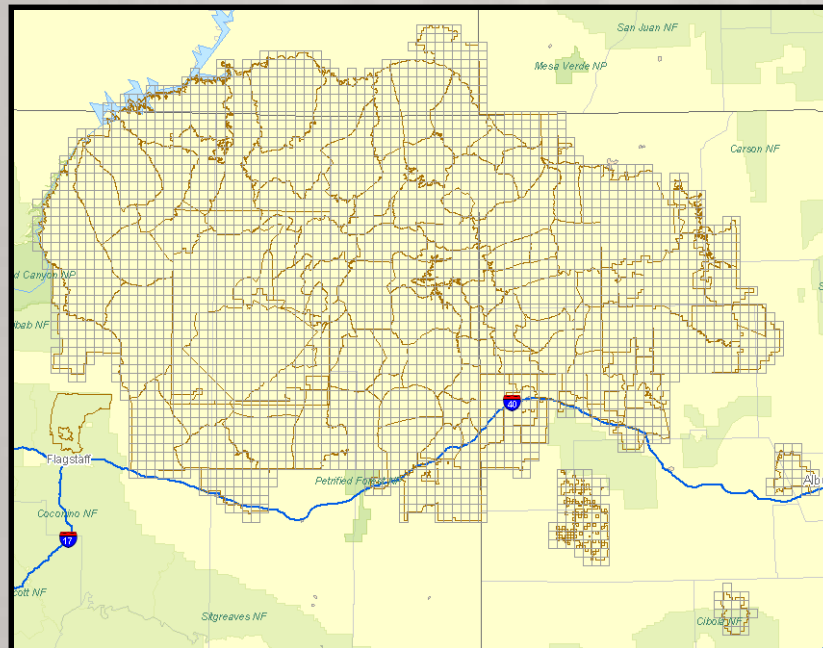 San Juan NF
Mesa Verde NP
Carson NF
d Canyon NP
ibab NF
40
Flagstaff
Petrified Forest NP
Albu
Coconino NF
17
cott NF
Sitgreaves NF
Cibola NF